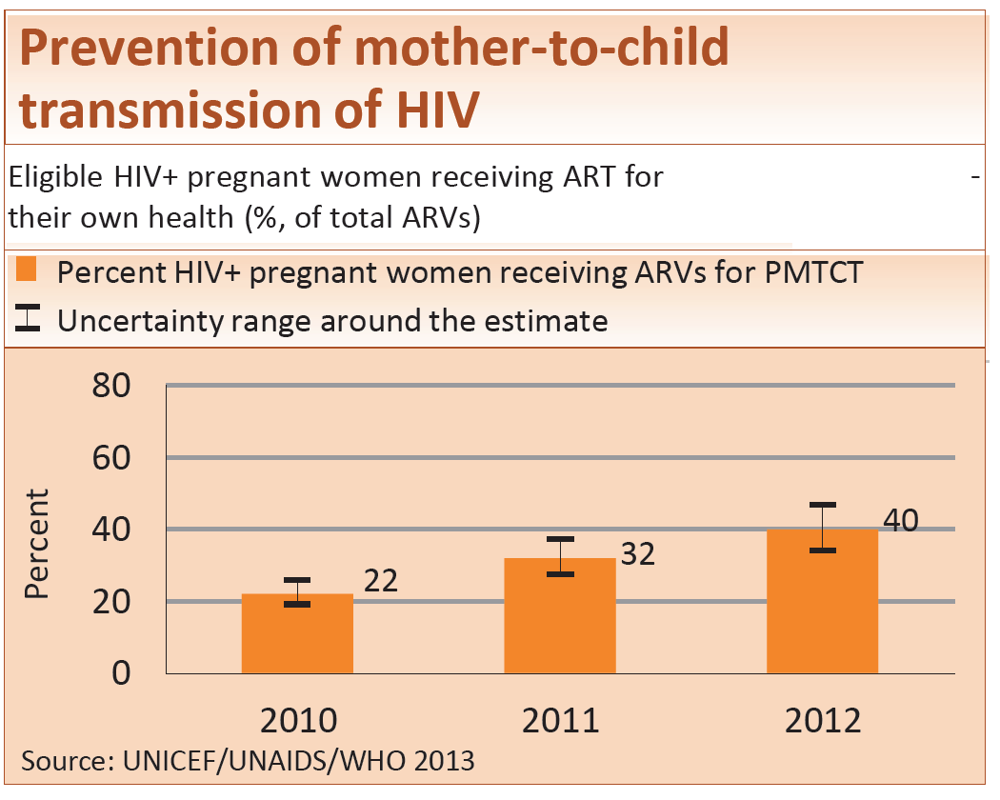 Prevention of mother-to-child
transmission of HIV
Eligible HIV+ pregnant women receiving ART for -
their own health (%, of total ARVs)
Percent HIV+ pregnant women receiving ARVs for PMTCT
Uncertainty range around the estimate
80
60
40
20
0
Percent
22
32
40
2010 2011 2012
Source: UNICEF/UNAIDS/WHO 2013